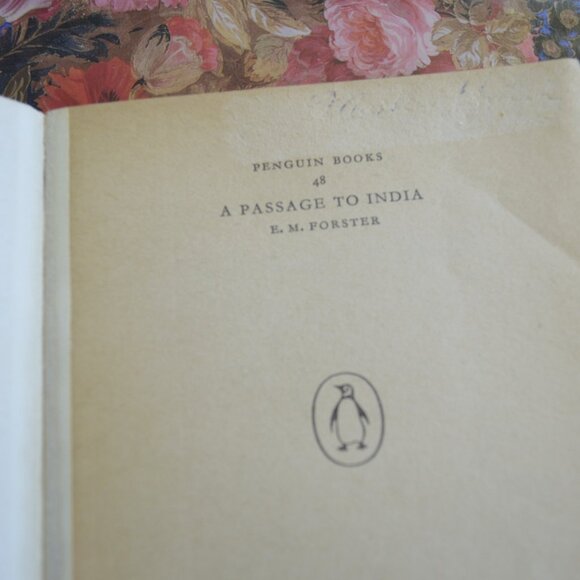 PENGUIN BOOKS
48
A PASSAGE TO INDIA
E. M. FORSTER